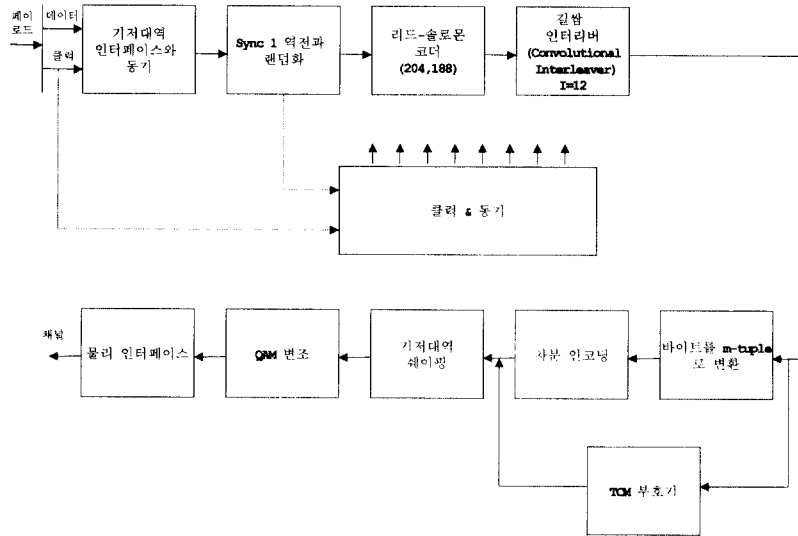 페이
로드
데이터
클럭
기저대역
인터페이스와
동기
Sync 1 역전과
랜덤화
리드-솔로몬
코더
(204,188)
길쌈
인터리버
(Convolutional
Interleaver)
I=12
클럭 & 동기
채널
물리 인터페이스
QAM 변조
기저대역
쉐이핑
차분 인코딩
바이트를 m-tuple
로 변환
TCM 부호기